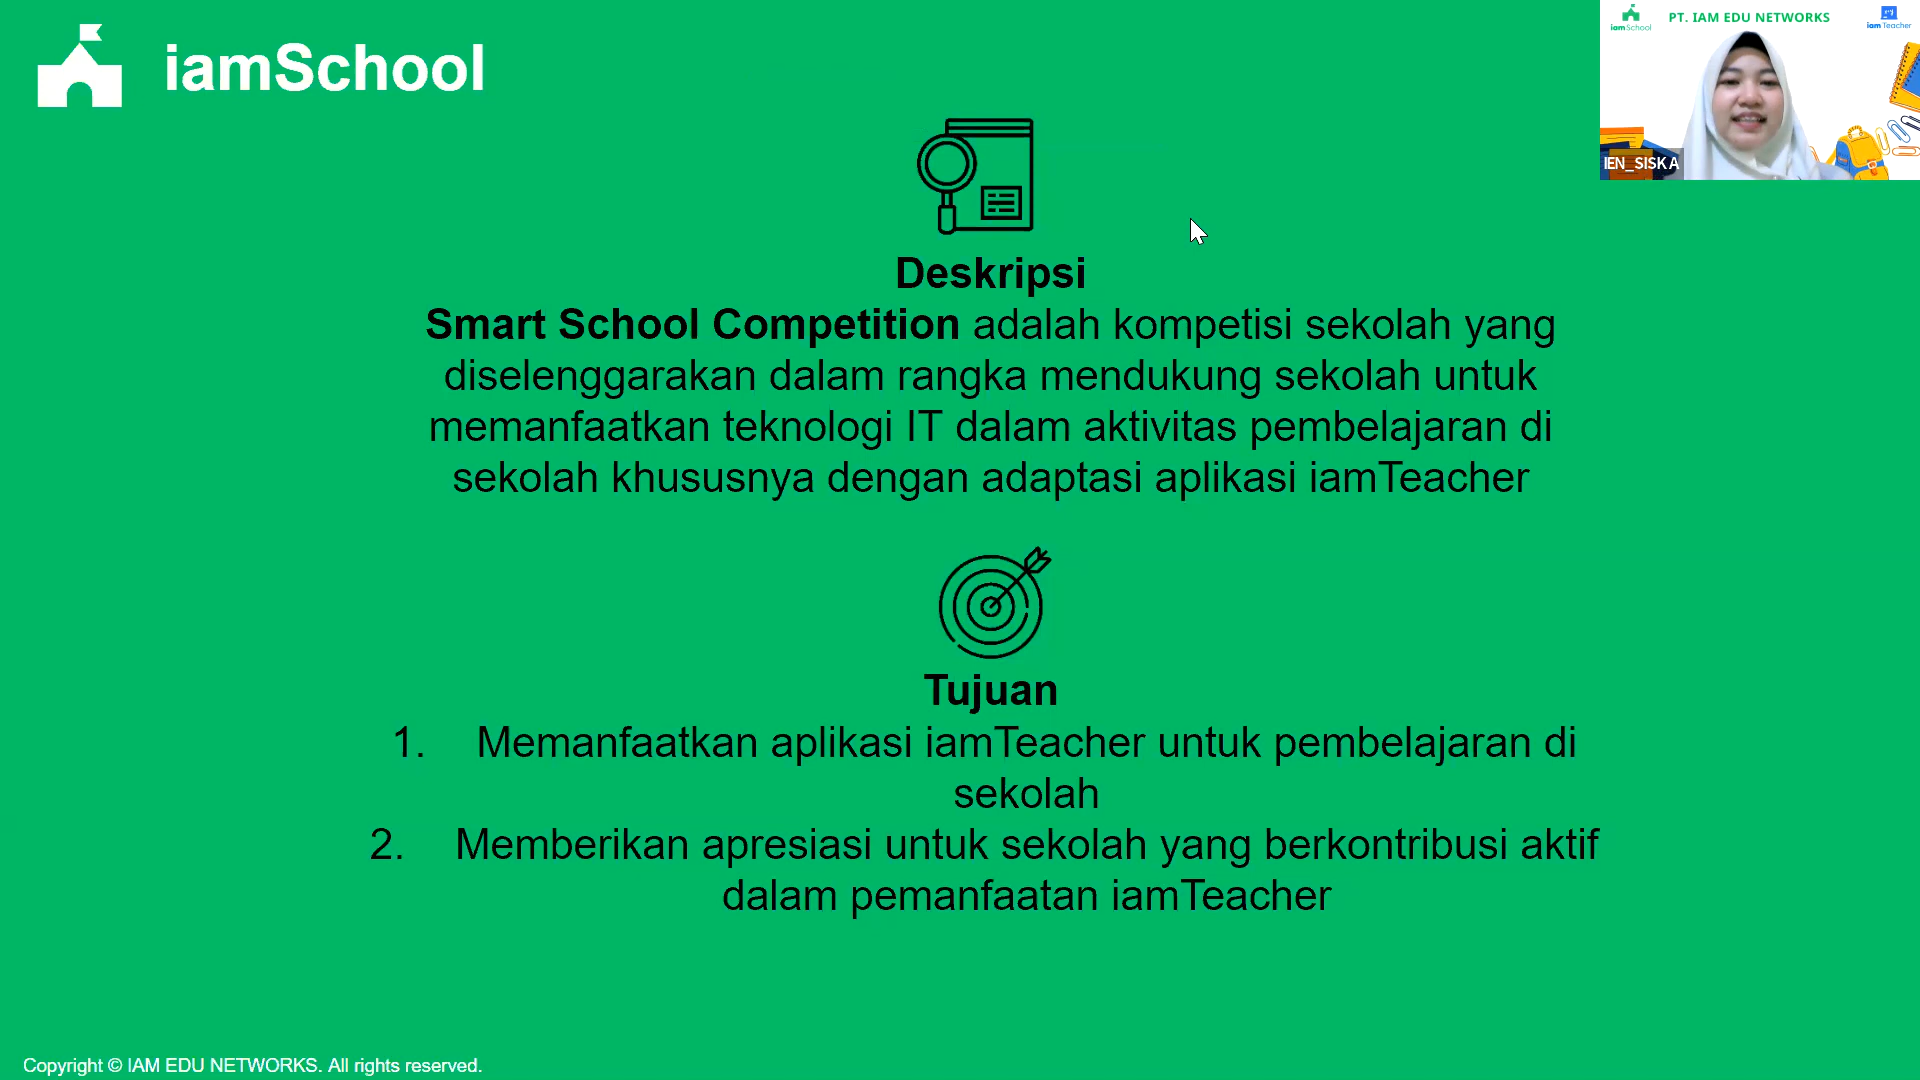 iamSchool
iamSchool
PT. IAM EDU NETWORKS
iamTeacher
IEN_SISKA
Deskripsi
Smart School Competition adalah kompetisi sekolah yang
diselenggarakan dalam rangka mendukung sekolah untuk
memanfaatkan teknologi IT dalam aktivitas pembelajaran di
sekolah khususnya dengan adaptasi aplikasi iamTeacher
Tujuan
1. Memanfaatkan aplikasi iamTeacher untuk pembelajaran di
sekolah
2. Memberikan apresiasi untuk sekolah yang berkontribusi aktif
dalam pemanfaatan iamTeacher
Copyright © IAM EDU NETWORKS. All rights reserved.